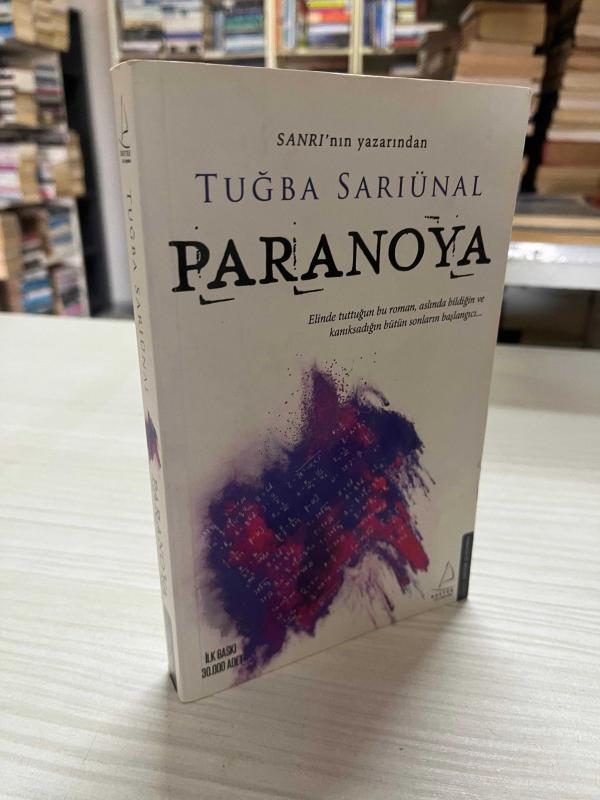 SANRI'nın yazarından
TUĞBA SARIÜNAL
PARANOYA
Elinde tuttuğun bu roman, aslında bildiğin ve
kanıksadığın bütün sonların başlangıcı...
İLK BASKI
30.000 ADET
DESTEK
TUĞBA SARIÜNAL
PARANOYA